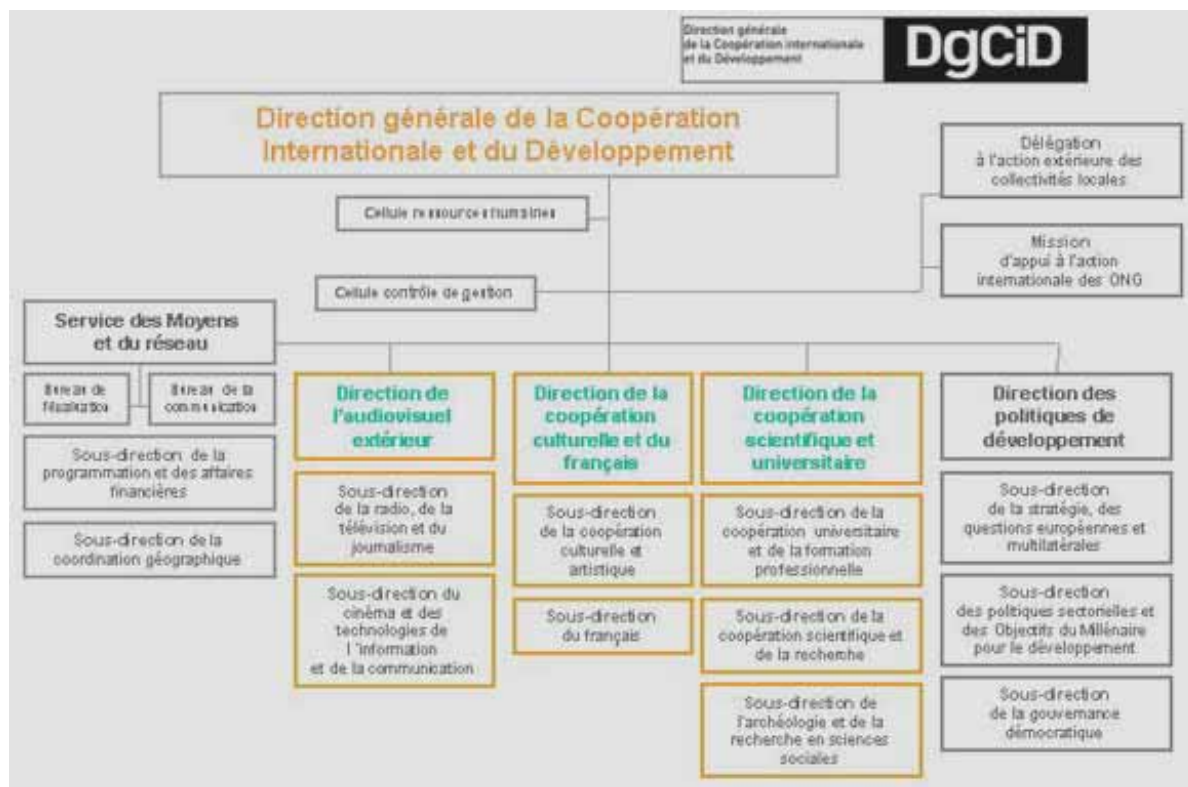 Direction générale
de la Coopération internationale
et du Développement
DgCiD
Direction générale de la Coopération
Internationale et du Développement
Délégation
à l'action extérieure des
collectivités locales
Cellule ressources humaines
Mission
d'appui à l'action
internationale des ONG
Cellule contrôle de gestion
Service des Moyens
et du réseau
Bureau de
Bureau de la
communication
Sous-direction de la
programmation et des affaires
financières
Sous-direction de la
coordination géographique
Direction de
l'audiovisuel
extérieur
Sous-direction
de la radio, de la
télévision et du
journalisme
Sous-direction du
cinéma et des
technologies de
l 'information
et de la communication
Direction de la
coopération
culturelle et du
français
Sous-direction
de la coopération
culturelle et
artistique
Sous-direction
du français
Direction de la
coopération
scientifique et
universitaire
Sous-direction de la
coopération universitaire
et de la formation
professionnelle
Sous-direction de la
coopération scientifique et
de la recherche
Sous-direction de
l'archéologie et de la
recherche en sciences
sociales
Direction des
politiques de
développement
Sous-direction
de la stratégie, des
questions européennes et
multilatérales
Sous-direction
des politiques sectorielles et
des Objectifs du Millénaire
pour le développement
Sous-direction
de la gouvernance
démocratique